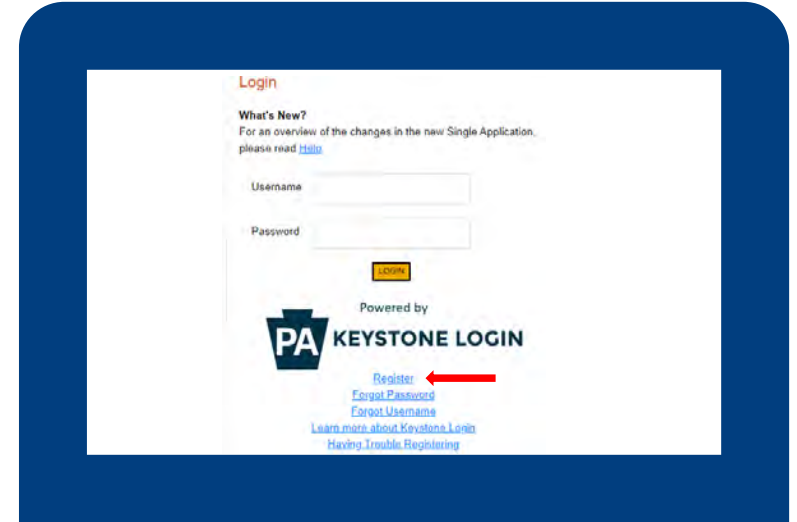 Login
What's New?
For an overview of the changes in the new Single Application,
please read Help.
Username
Password
LOGIN
Powered by
PA KEYSTONE LOGIN
Register
Forgot Password
Forgot Username
Learn more about Keystone Login
Having Trouble Registering